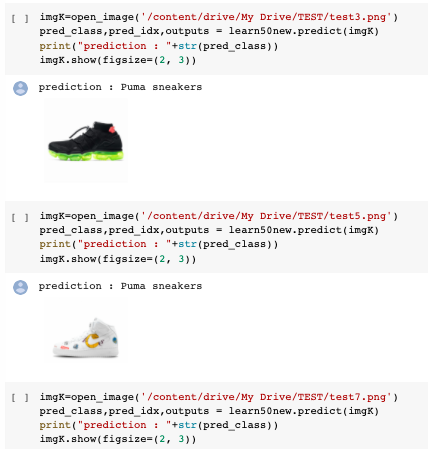 [ ] imgK=open_image('/content/drive/My Drive/TEST/test3.png')
pred_class,pred_idx,outputs = learn50new.predict(imgK)
print("prediction : "+str(pred_class))
imgK.show(figsize=(2, 3))
prediction : Puma sneakers
[ ] imgK=open_image('/content/drive/My Drive/TEST/test5.png')
pred_class,pred_idx,outputs = learn50new.predict(imgK)
print("prediction : "+str(pred_class))
imgK.show(figsize=(2, 3))
prediction : Puma sneakers
[ ] imgK=open_image('/content/drive/My Drive/TEST/test7.png')
pred_class,pred_idx,outputs = learn50new.predict(imgK)
print("prediction : "+str(pred_class))
imgK.show(figsize=(2, 3))